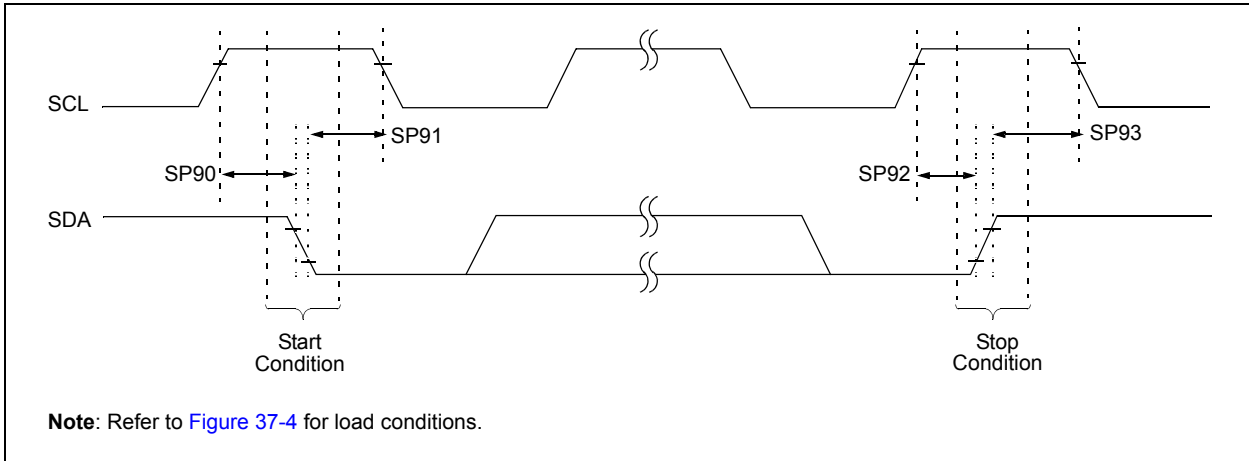 SCL
SP91
SP93
SP90
SP92
SDA
Start
Condition
Stop
Condition
Note: Refer to Figure 37-4 for load conditions.